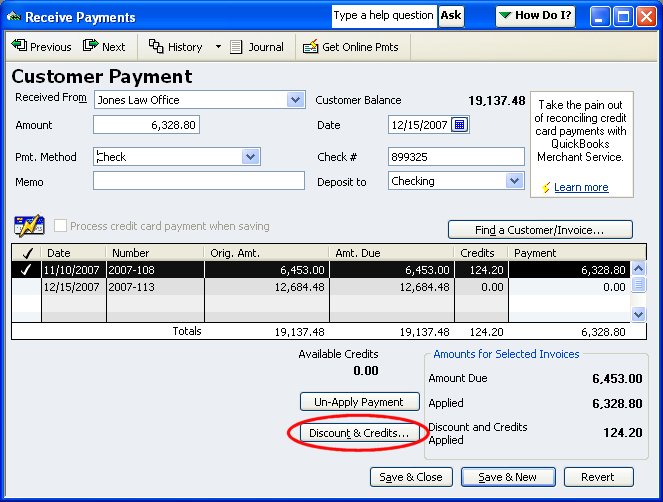 Receive Payments
Type a help question Ask
How Do I?
Previous Next History Journal Get Online Pmts
Customer Payment
Received From Jones Law Office Customer Balance 19,137.48
Amount 6,328.80 Date 12/15/2007
Pmt. Method Check Check # 899325
Memo Deposit to Checking
Take the pain out
of reconciling credit
card payments with
QuickBooks
Merchant Service.
Learn more
Process credit card payment when saving
Find a Customer/Invoice...
Date Number Orig. Amt. Amt. Due Credits Payment
11/10/2007 2007-108 6,453.00 6,453.00 124.20 6,328.80
12/15/2007 2007-113 12,684.48 12,684.48 0.00 0.00
Totals 19,137.48 19,137.48 124.20 6,328.80
Available Credits
0.00
Un-Apply Payment
Discount & Credits...
Amounts for Selected Invoices
Amount Due 6,453.00
Applied 6,328.80
Discount and Credits
Applied 124.20
Save & Close Save & New Revert